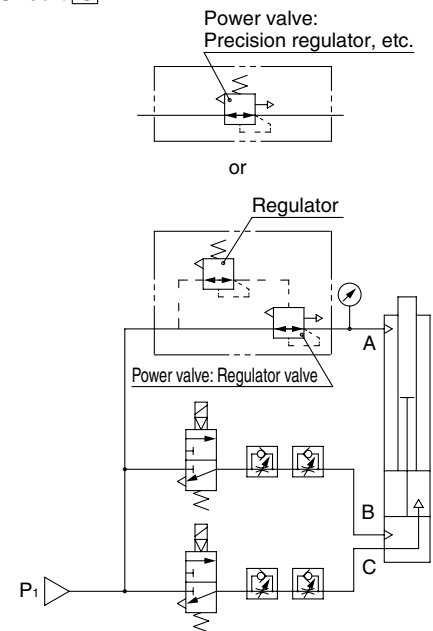 Power valve:
Precision regulator, etc.
or
Regulator
A
Power valve: Regulator valve
B
C
P1